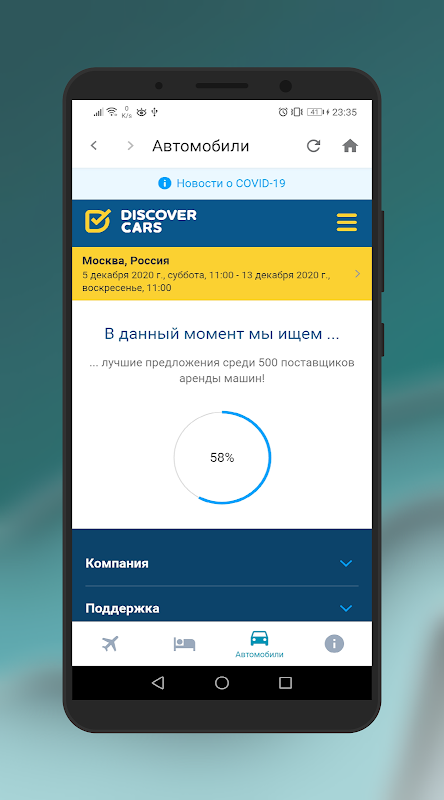 0
K/s
41
23:35
Автомобили
Новости о COVID-19
DISCOVER
CARS
Москва, Россия
5 декабря 2020 г., суббота, 11:00 - 13 декабря 2020 г.,
воскресенье, 11:00
В данный момент мы ищем ...
... лучшие предложения среди 500 поставщиков
аренды машин!
58%
Компания
Поддержка
Автомобили